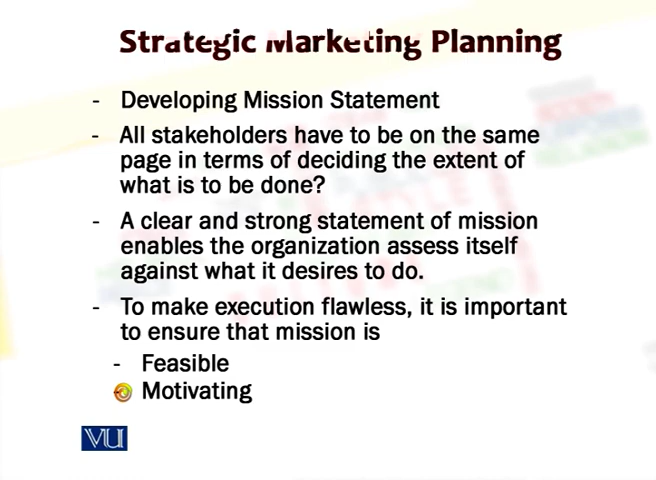 Strategic Marketing Planning
- Developing Mission Statement
- All stakeholders have to be on the same
page in terms of deciding the extent of
what is to be done?
- A clear and strong statement of mission
enables the organization assess itself
against what it desires to do.
- To make execution flawless, it is important
to ensure that mission is
- Feasible
Motivating
VU